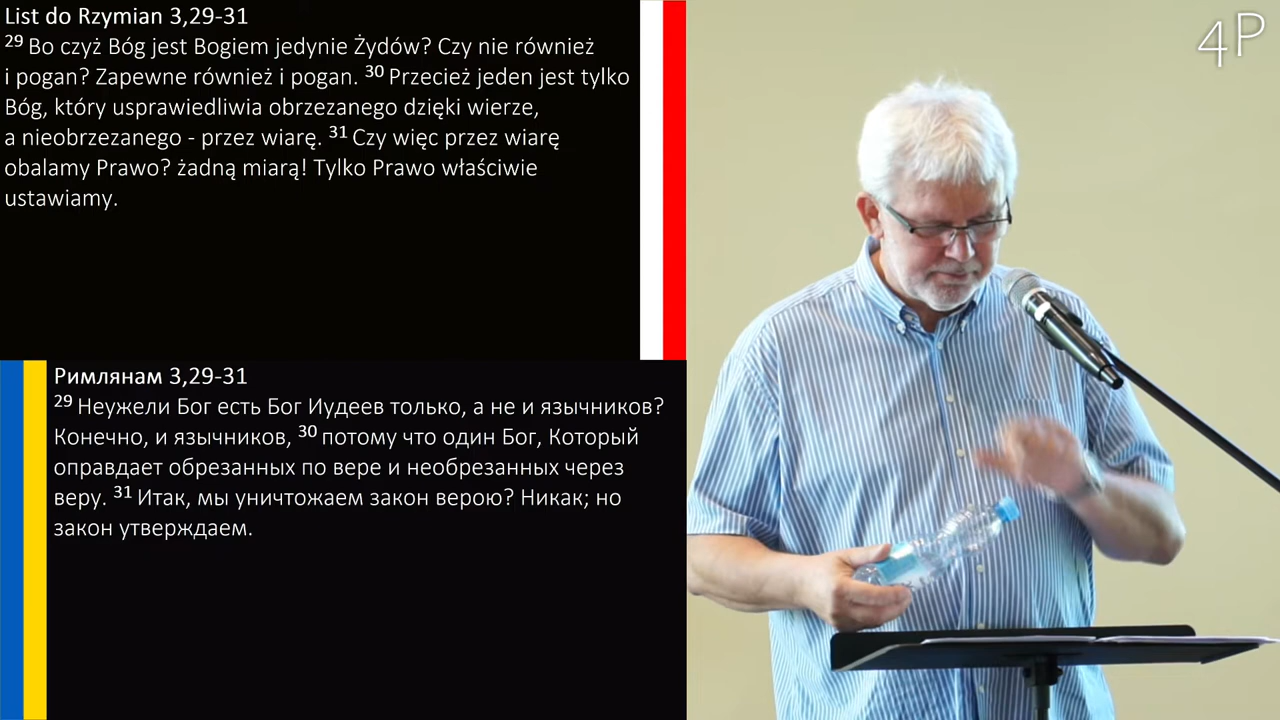 List do Rzymian 3,29-31
29 Bo czyż Bóg jest Bogiem jedynie Żydów? Czy nie również
i pogan? Zapewne również i pogan. 30 Przecież jeden jest tylko
Bóg, który usprawiedliwia obrzezanego dzięki wierze,
a nieobrzezanego - przez wiarę. 31 Czy więc przez wiarę
obalamy Prawo? żadną miarą! Tylko Prawo właściwie
ustawiamy.
Римлянам 3,29-31
29 Неужели Бог есть Бог Иудеев только, а не и язычников?
Конечно, и язычников, 30 потому что один Бог, Который
оправдает обрезанных по вере и необрезанных через
веру. 31 Итак, мы уничтожаем закон верою? Никак; но
закон утверждаем.
4P